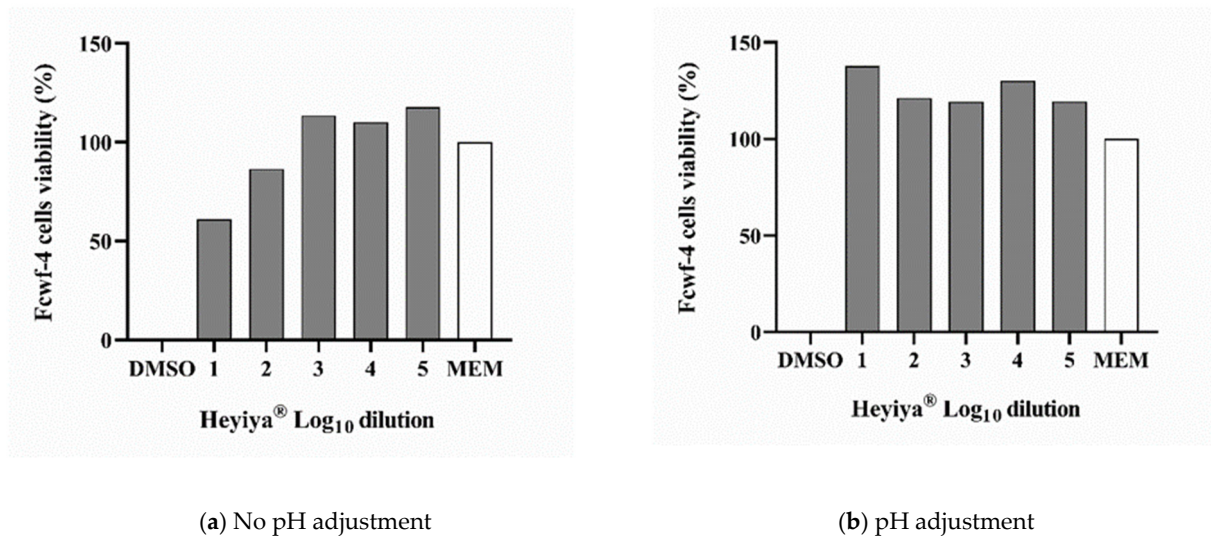 Fcwf-4 cells viability (%)
150
100
50
0
DMSO 1 2 3 4 5 MEM
Heyiya® Log10 dilution
(a) No pH adjustment
Fcwf-4 cells viability (%)
150
100
50
0
DMSO 1 2 3 4 5 MEM
Heyiya® Log10 dilution
(b) pH adjustment